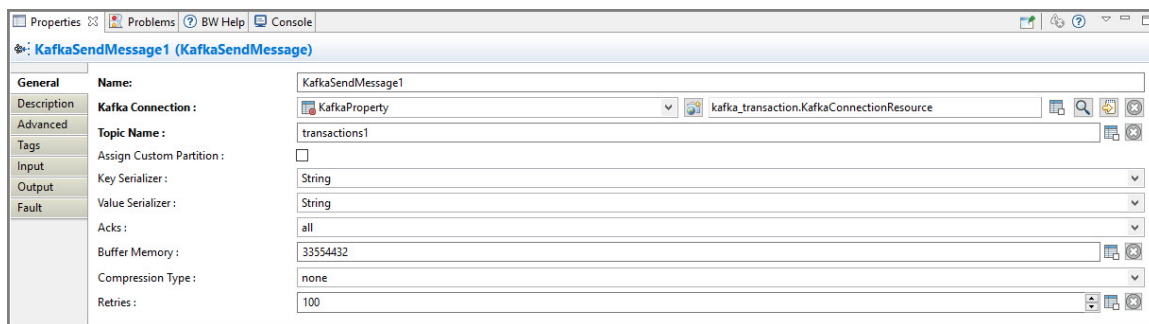 Properties Problems BW Help Console
KafkaSendMessage1 (KafkaSendMessage)
General
Description
Advanced
Tags
Input
Output
Fault
Name: KafkaSendMessage1
Kafka Connection : KafkaProperty kafka_transaction.KafkaConnectionResource
Topic Name : transactions1
Assign Custom Partition :
Key Serializer : String
Value Serializer : String
Acks : all
Buffer Memory : 33554432
Compression Type : none
Retries : 100